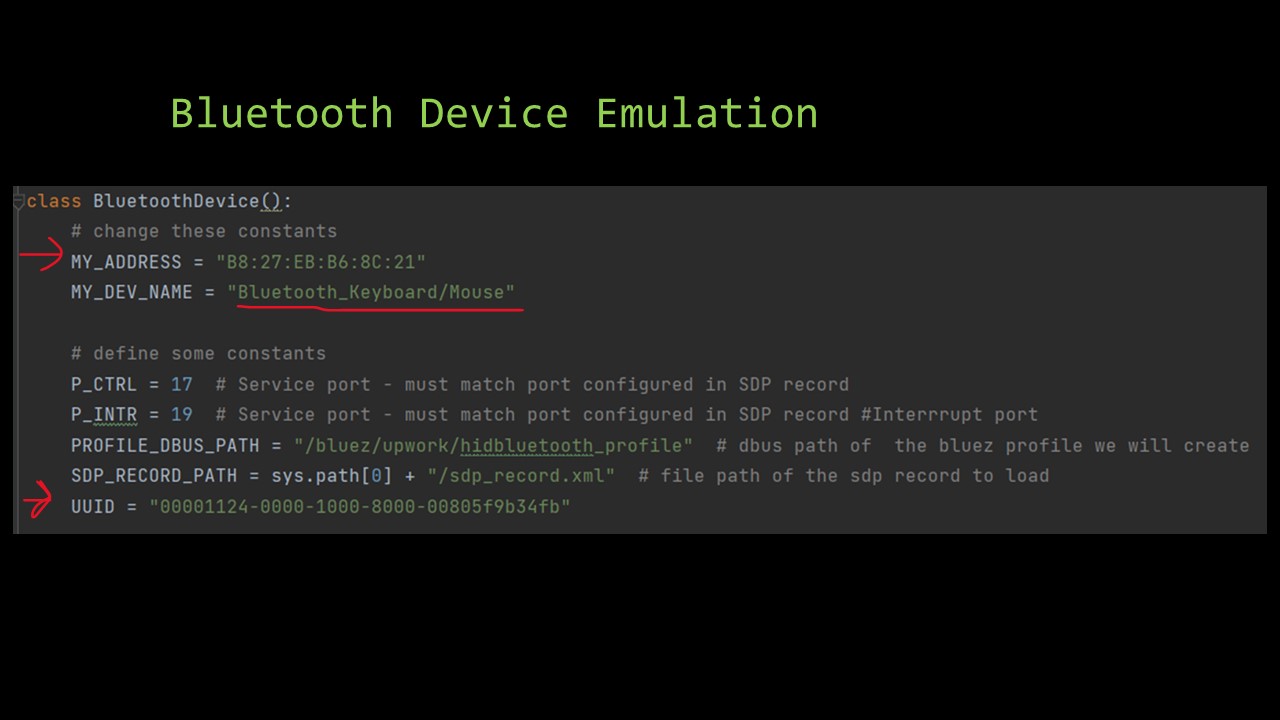 Bluetooth Device Emulation
class BluetoothDevice():
# change these constants
MY_ADDRESS = "B8:27:EB:B6:8C:21"
MY_DEV_NAME = "Bluetooth_Keyboard/Mouse"
# define some constants
P_CTRL = 17  # Service port - must match port configured in SDP record
P_INTR = 19  # Service port - must match port configured in SDP record #Interrrupt port
PROFILE_DBUS_PATH = "/bluez/upwork/hidbluetooth_profile"  # dbus path of  the bluez profile we will create
SDP_RECORD_PATH = sys.path[0] + "/sdp_record.xml"  # file path of the sdp record to load
UUID = "00001124-0000-1000-8000-00805f9b34fb"